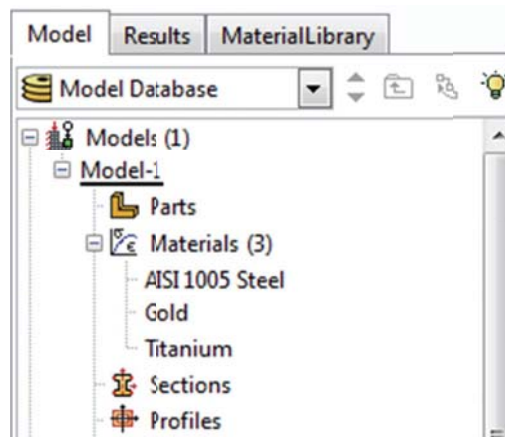 Model Results MaterialLibrary
Model Database
Models (1)
Model-1
Parts
σ ε Materials (3)
AISI 1005 Steel
Gold
Titanium
Sections
Profiles